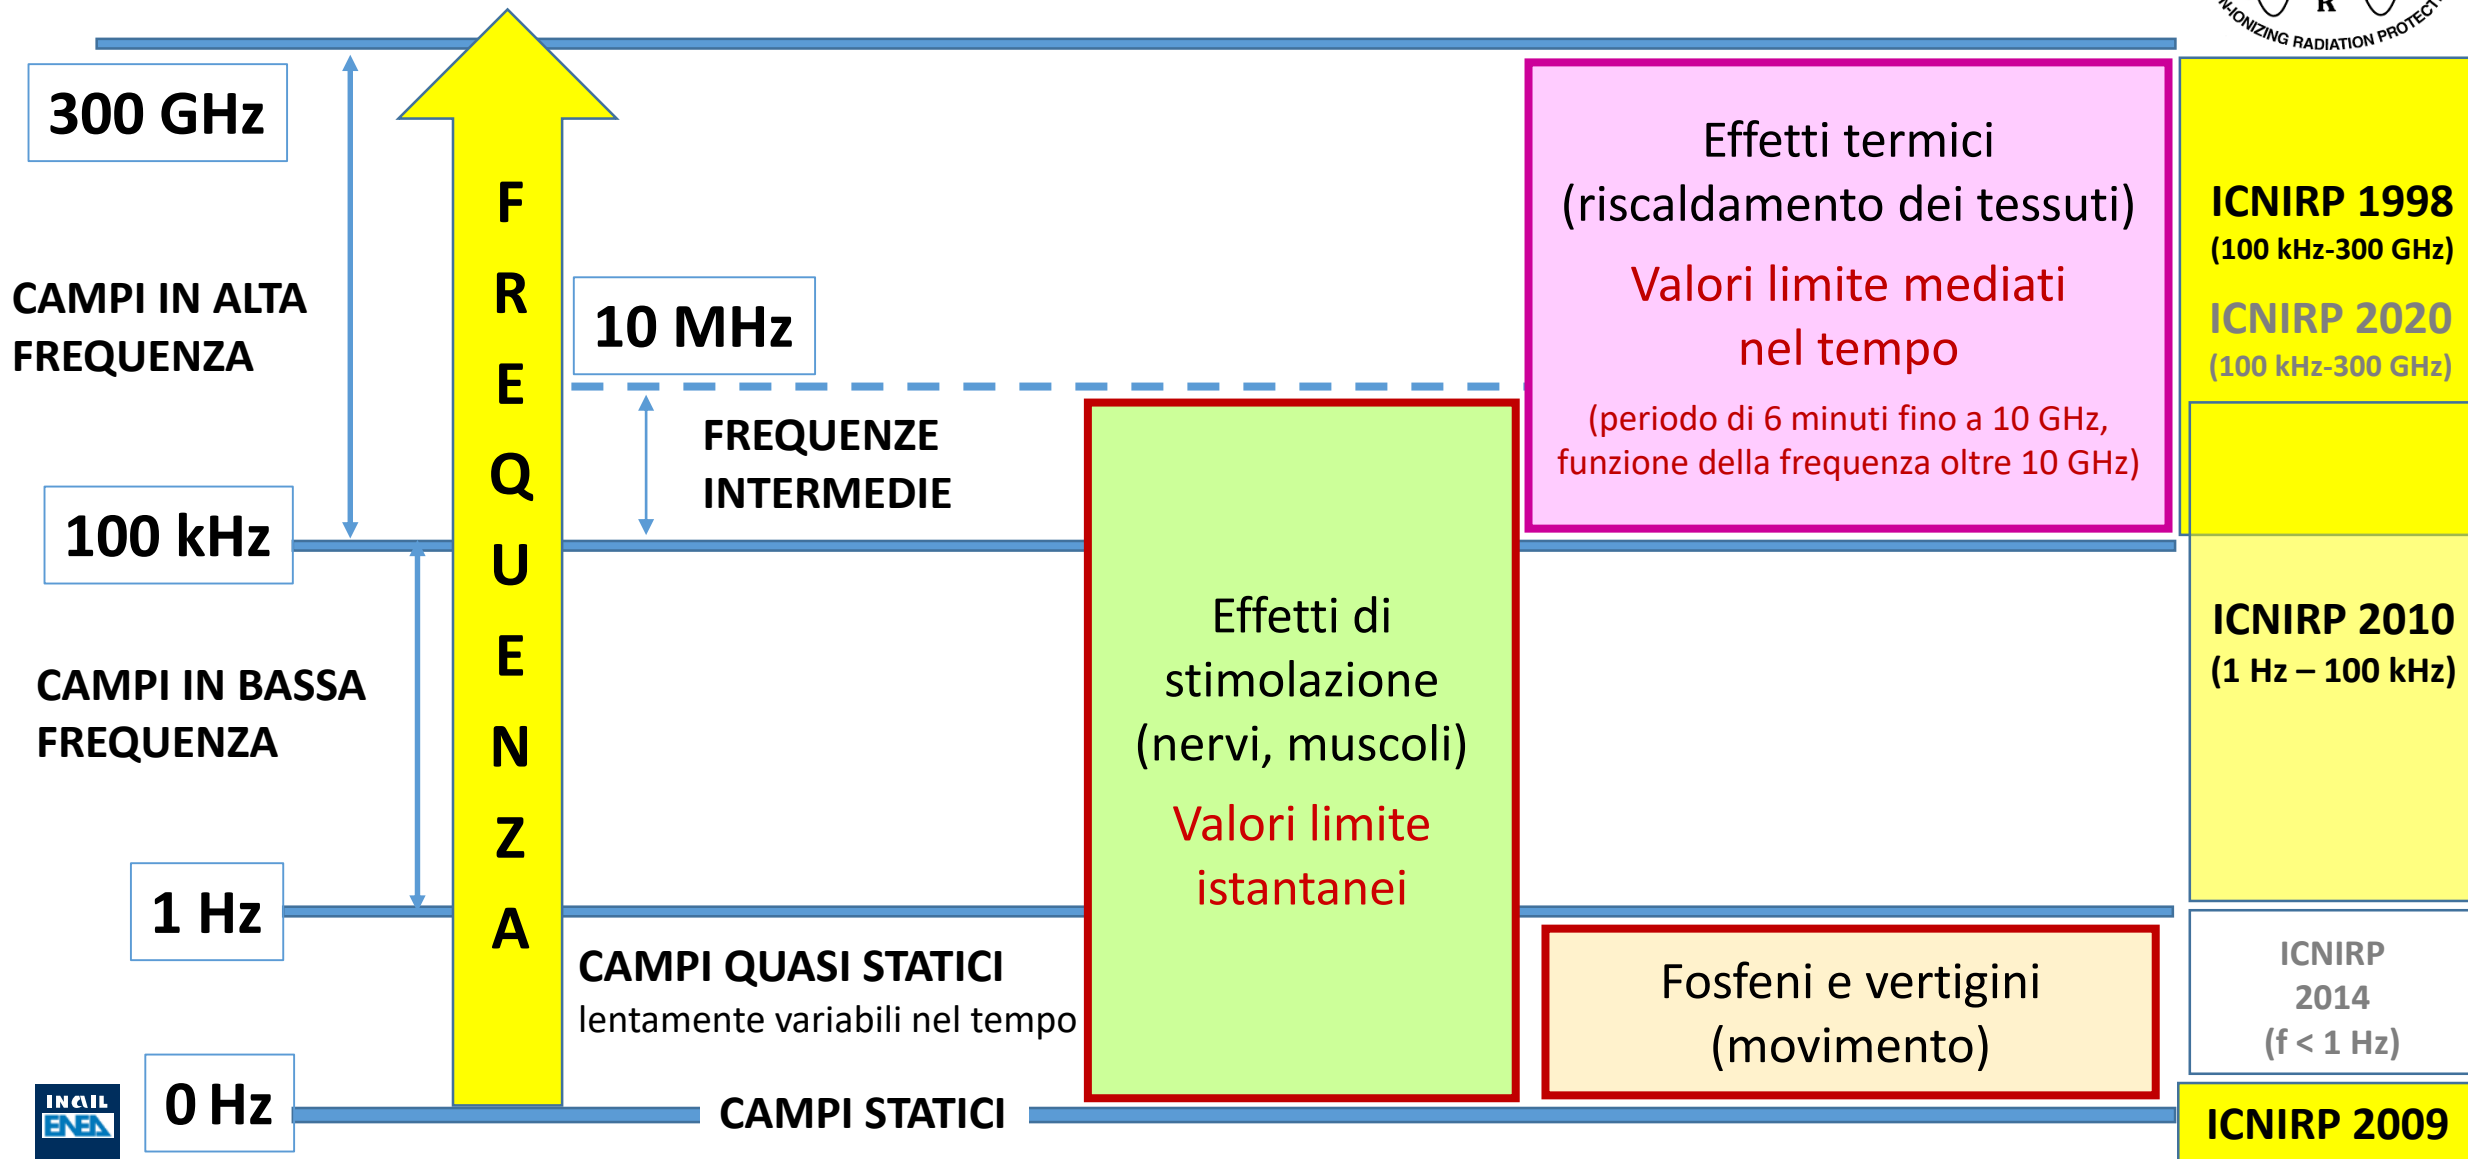 R
N-IONIZING RADIATION PROTECTI
300 GHz
FREQUENZA
CAMPI IN ALTA
FREQUENZA
10 MHz
FREQUENZE
INTERMEDIE
100 kHz
CAMPI IN BASSA
FREQUENZA
1 Hz
CAMPI QUASI STATICI
lentamente variabili nel tempo
0 Hz
CAMPI STATICI
INAIL
ENEA
Effetti di
stimolazione
(nervi, muscoli)
Valori limite
istantanei
Effetti termici
(riscaldamento dei tessuti)
Valori limite mediati
nel tempo
(periodo di 6 minuti fino a 10 GHz,
funzione della frequenza oltre 10 GHz)
Fosfeni e vertigini
(movimento)
ICNIRP 1998
(100 kHz-300 GHz)
ICNIRP 2020
(100 kHz-300 GHz)
ICNIRP 2010
(1 Hz – 100 kHz)
ICNIRP
2014
(f < 1 Hz)
ICNIRP 2009